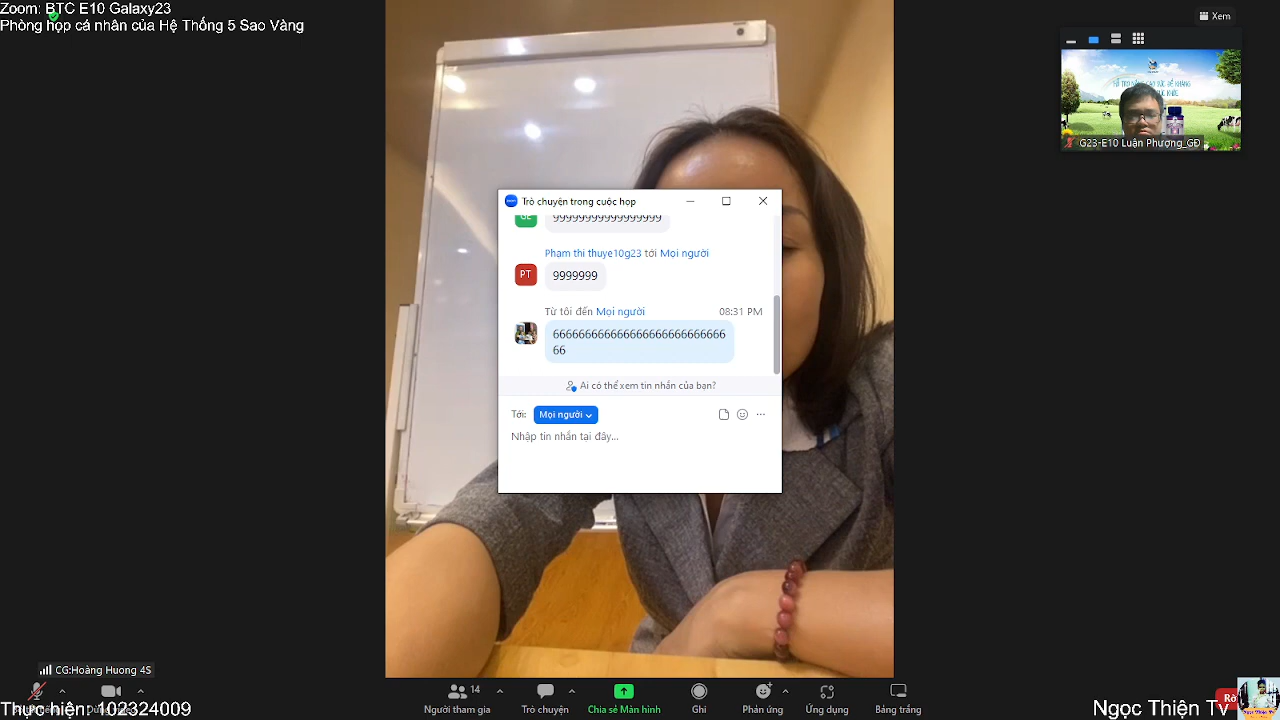 Zoom: BTC E10 Galaxy23
Phòng họp cá nhân của Hệ Thống 5 Sao Vàng
Xem
G23-E10 Luận Phượng_GĐ
Trò chuyện trong cuộc họp
99999999999999999
Phạm thi thuye10g23 tới Mọi người
PT
9999999
Từ tôi đến Mọi người
08:31 PM
666666666666666666666666666
66
Ai có thể xem tin nhắn của bạn?
Tới: Mọi người
Nhập tin nhắn tại đây...
CG:Hoàng Huong 4S
14
Người tham gia
Trò chuyện
Chia sẻ Màn hình
Ghi
Phản ứng
Ứng dụng
Bảng trắng
Thực hiện: 102324009
Ngọc Thiện TV